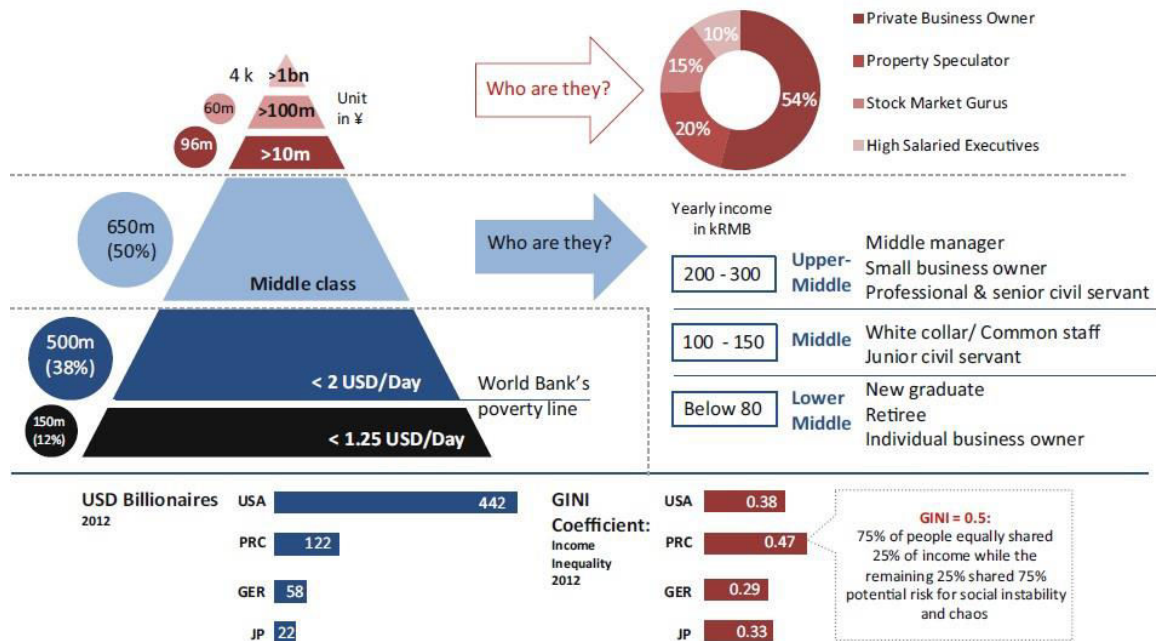 4 k
>1bn
60m
>100m
Unit
in ¥
96m
>10m
Who are they?
10%
15%
20%
54%
Private Business Owner
Property Speculator
Stock Market Gurus
High Salaried Executives
650m
(50%)
Middle class
Who are they?
Yearly income
in kRMB
200 - 300
Upper-
Middle
Middle manager
Small business owner
Professional & senior civil servant
100 - 150
Middle
White collar/ Common staff
Junior civil servant
Below 80
Lower
Middle
New graduate
Retiree
Individual business owner
500m
(38%)
< 2 USD/Day
World Bank's
poverty line
150m
(12%)
< 1.25 USD/Day
USD Billionaires
2012
USA
442
PRC
122
GER
58
JP
22
GINI
Coefficient:
Income
Inequality
2012
USA
0.38
PRC
0.47
GER
0.29
JP
0.33
GINI = 0.5:
75% of people equally shared
25% of income while the
remaining 25% shared 75%
potential risk for social instability
and chaos